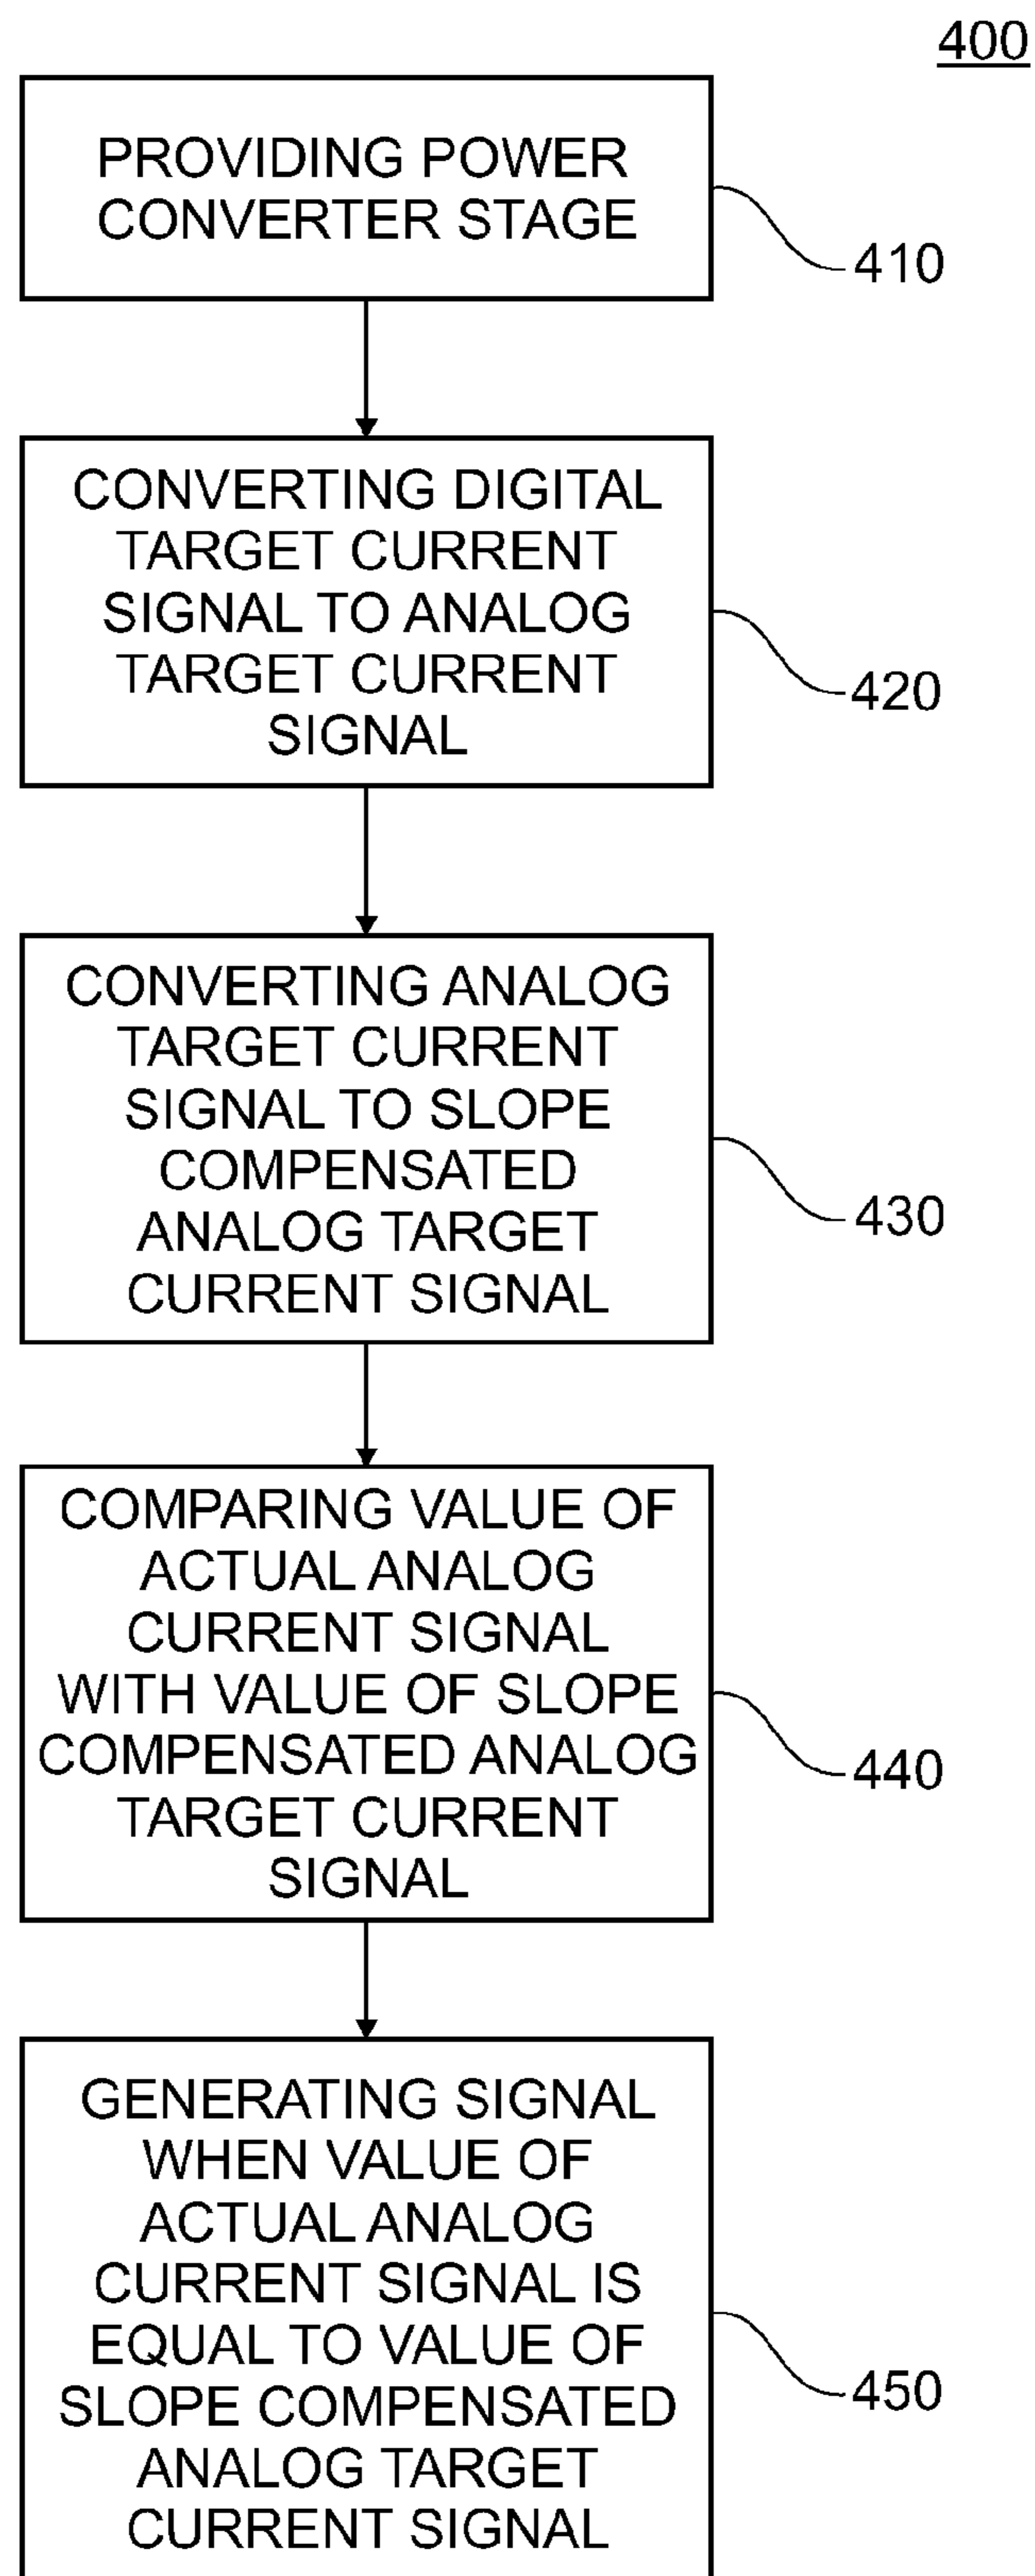 400
PROVIDING POWER
CONVERTER STAGE
410
CONVERTING DIGITAL
TARGET CURRENT
SIGNAL TO ANALOG
TARGET CURRENT
SIGNAL
420
CONVERTING ANALOG
TARGET CURRENT
SIGNAL TO SLOPE
COMPENSATED
ANALOG TARGET
CURRENT SIGNAL
430
COMPARING VALUE OF
ACTUAL ANALOG
CURRENT SIGNAL
WITH VALUE OF SLOPE
COMPENSATED ANALOG
TARGET CURRENT
SIGNAL
440
GENERATING SIGNAL
WHEN VALUE OF
ACTUAL ANALOG
CURRENT SIGNAL IS
EQUAL TO VALUE OF
SLOPE COMPENSATED
ANALOG TARGET
CURRENT SIGNAL
450